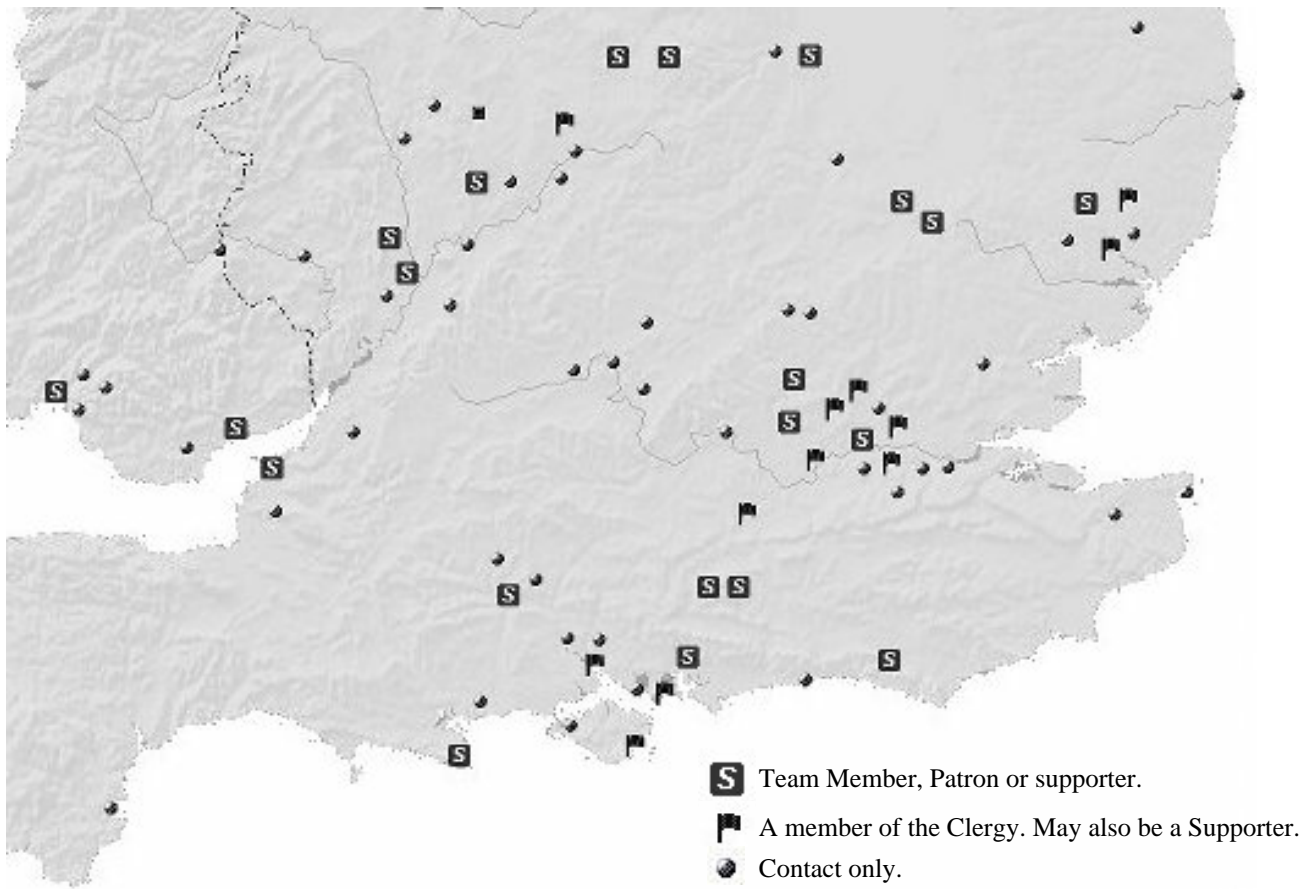 S Team Member, Patron or supporter.
A member of the Clergy. May also be a Supporter.
Contact only.